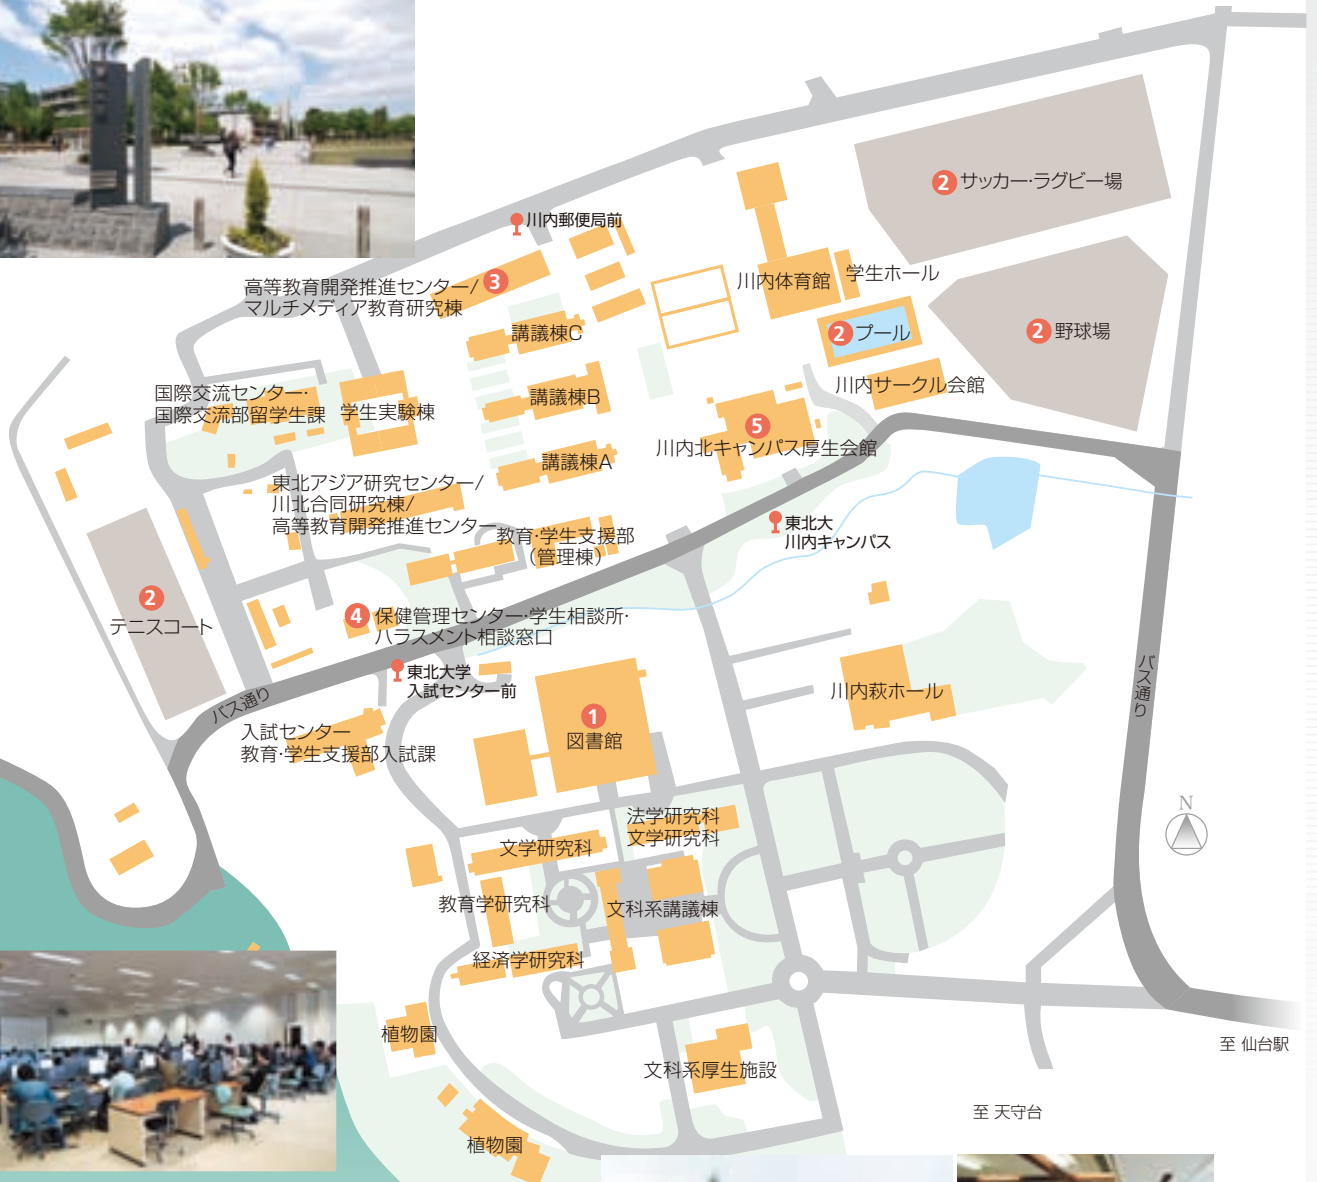 2 サッカー・ラグビー場
川内郵便局前
高等教育開発推進センター/ 3
マルチメディア教育研究棟
川内体育館
学生ホール
2 プール
2 野球場
講議棟C
川内サークル会館
国際交流センター・
国際交流部留学生課
学生実験棟
講議棟B
5
川内北キャンパス厚生会館
講議棟A
東北アジア研究センター/
川北合同研究棟/
高等教育開発推進センター
教育・学生支援部
(管理棟)
東北大
川内キャンパス
2
テニスコート
4 保健管理センター・学生相談所・
ハラスメント相談窓口
東北大学
入試センター前
バス通り
バス通り
川内萩ホール
1
図書館
入試センター
教育・学生支援部入試課
法学研究科
文学研究科
文学研究科
N
教育学研究科
文科系講議棟
経済学研究科
植物園
至 仙台駅
文科系厚生施設
至 天守台
植物園